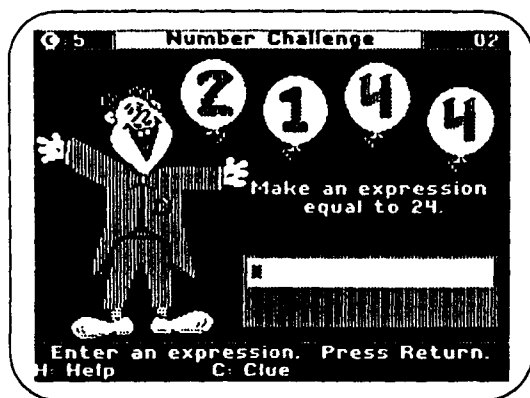 C: 5 Number Challenge 02
2 1 4 4
Make an expression
equal to 24.
Enter an expression. Press Return.
H: Help C: Clue